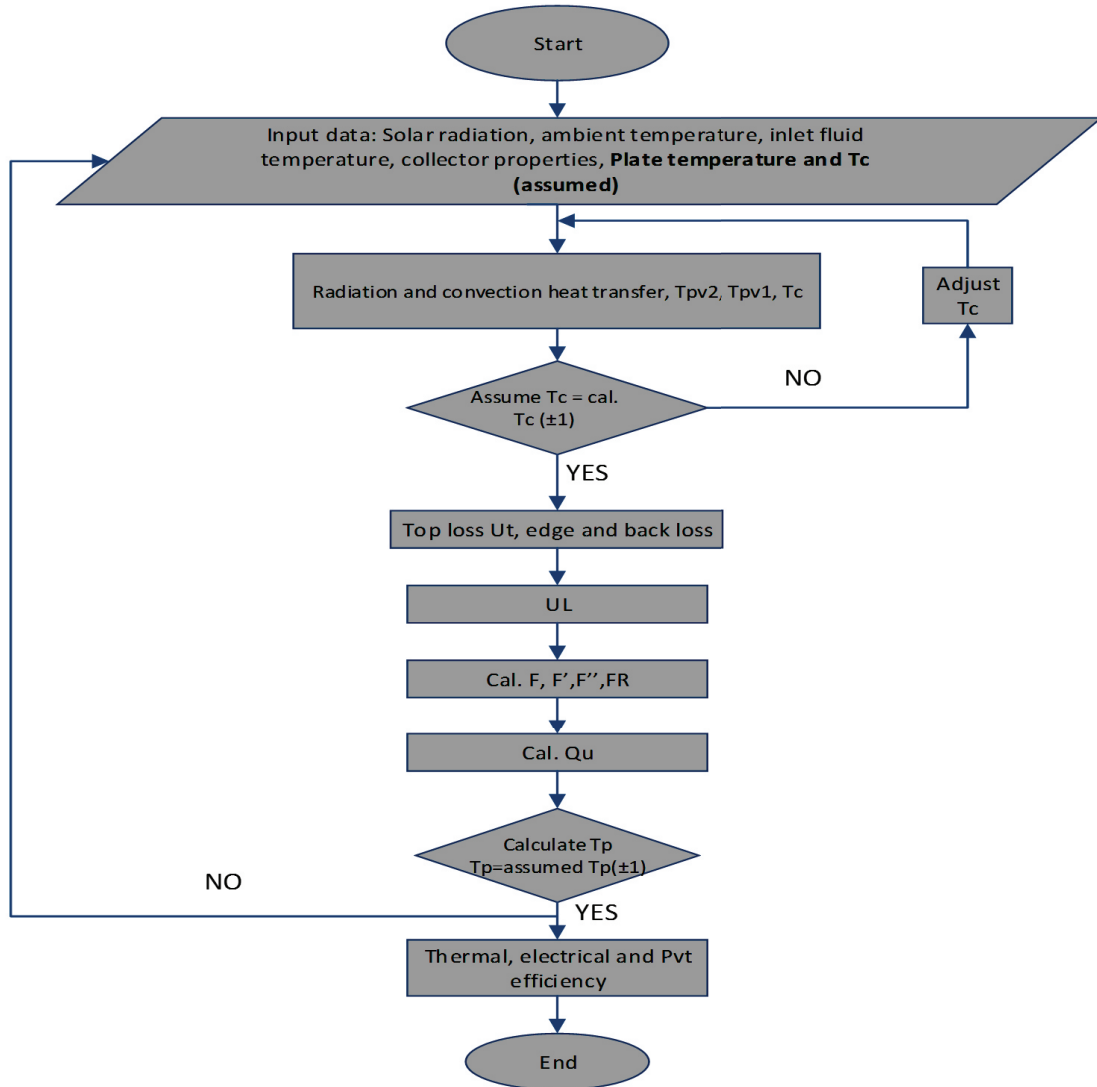 Start
Input data: Solar radiation, ambient temperature, inlet fluid
temperature, collector properties, Plate temperature and Tc
(assumed)
Radiation and convection heat transfer, Tpv2, Tpv1, Tc
Adjust
Tc
Assume Tc = cal.
Tc (±1)
NO
YES
Top loss Ut, edge and back loss
UL
Cal. F, F’,F’’,FR
Cal. Qu
Calculate Tp
Tp=assumed Tp(±1)
NO
YES
Thermal, electrical and Pvt
efficiency
End